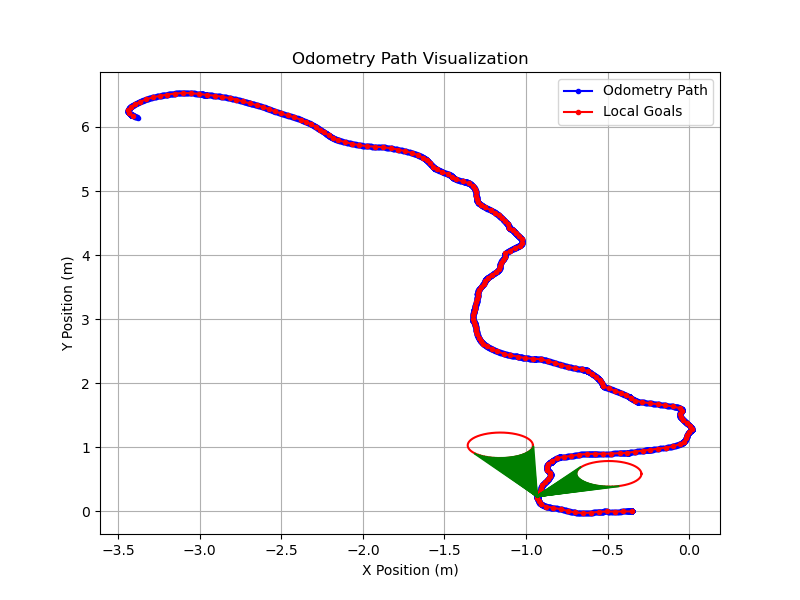 Odometry Path Visualization
Odometry Path
Local Goals
Y Position (m)
6
5
4
3
2
1
0
−3.5 −3.0 −2.5 −2.0 −1.5 −1.0 −0.5 0.0
X Position (m)